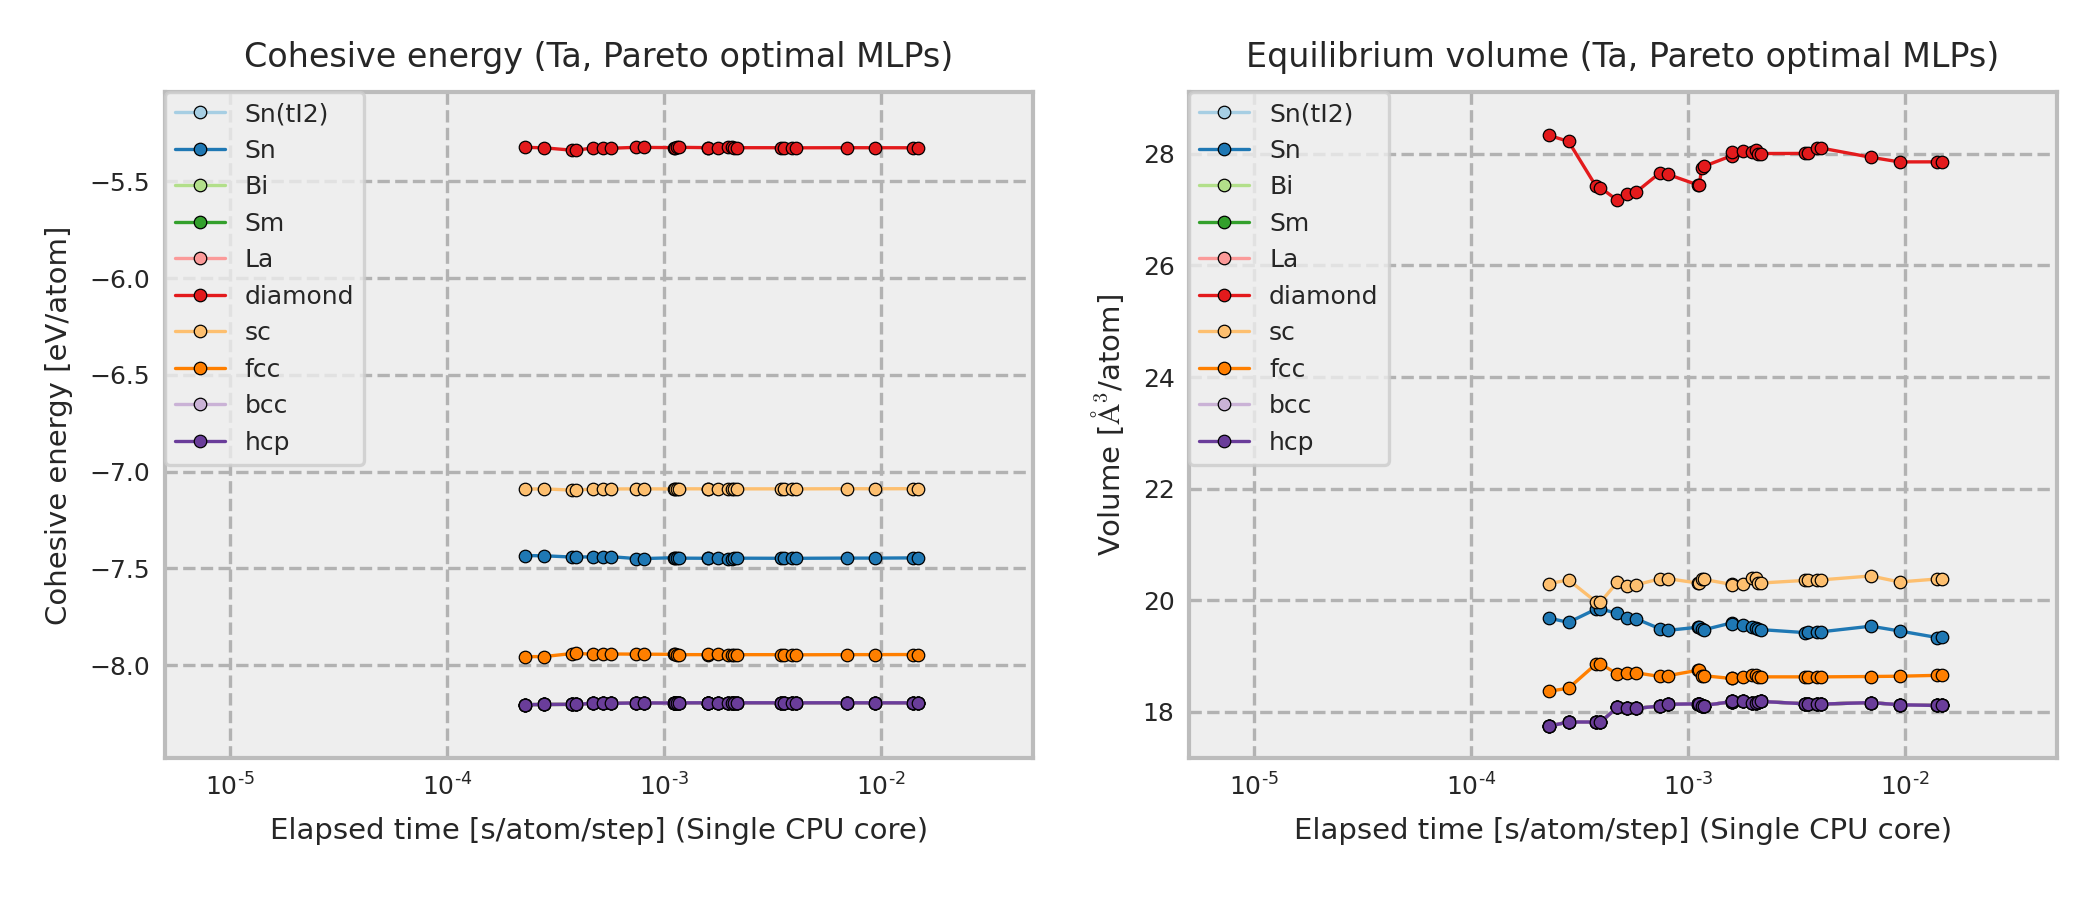 Cohesive energy (Ta, Pareto optimal MLPs)
Sn(tI2)
Sn
Bi
Sm
La
diamond
sc
fcc
bcc
hcp
−5.5
−6.0
−6.5
−7.0
−7.5
−8.0
Cohesive energy [eV/atom]
10-5
10-4
10-3
10-2
Elapsed time [s/atom/step] (Single CPU core)
Equilibrium volume (Ta, Pareto optimal MLPs)
Sn(tI2)
Sn
Bi
Sm
La
diamond
sc
fcc
bcc
hcp
28
26
24
22
20
18
Volume [Å3/atom]
10-5
10-4
10-3
10-2
Elapsed time [s/atom/step] (Single CPU core)